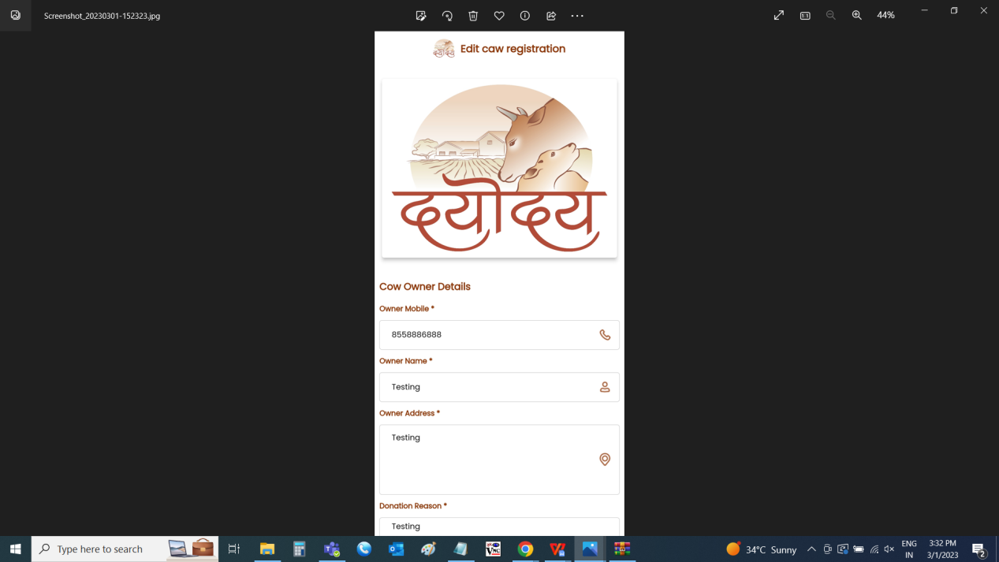 Screenshot_20230301-152323.jpg
44%
दयोदय Edit caw registration
दयोदय
Cow Owner Details
Owner Mobile *
8558886888
Owner Name *
Testing
Owner Address *
Testing
Donation Reason *
Testing
Type here to search
34°C Sunny
ENG
IN
3:32 PM
3/1/2023
2